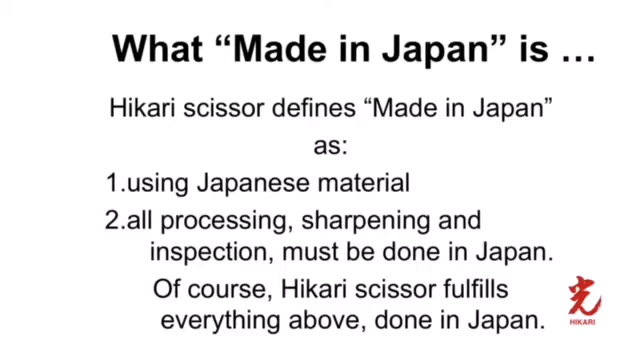 What “Made in Japan” is …
Hikari scissor defines “Made in Japan”
as:
1.using Japanese material
2.all processing, sharpening and
inspection, must be done in Japan.
Of course, Hikari scissor fulfills
everything above, done in Japan.
光
HIKARI